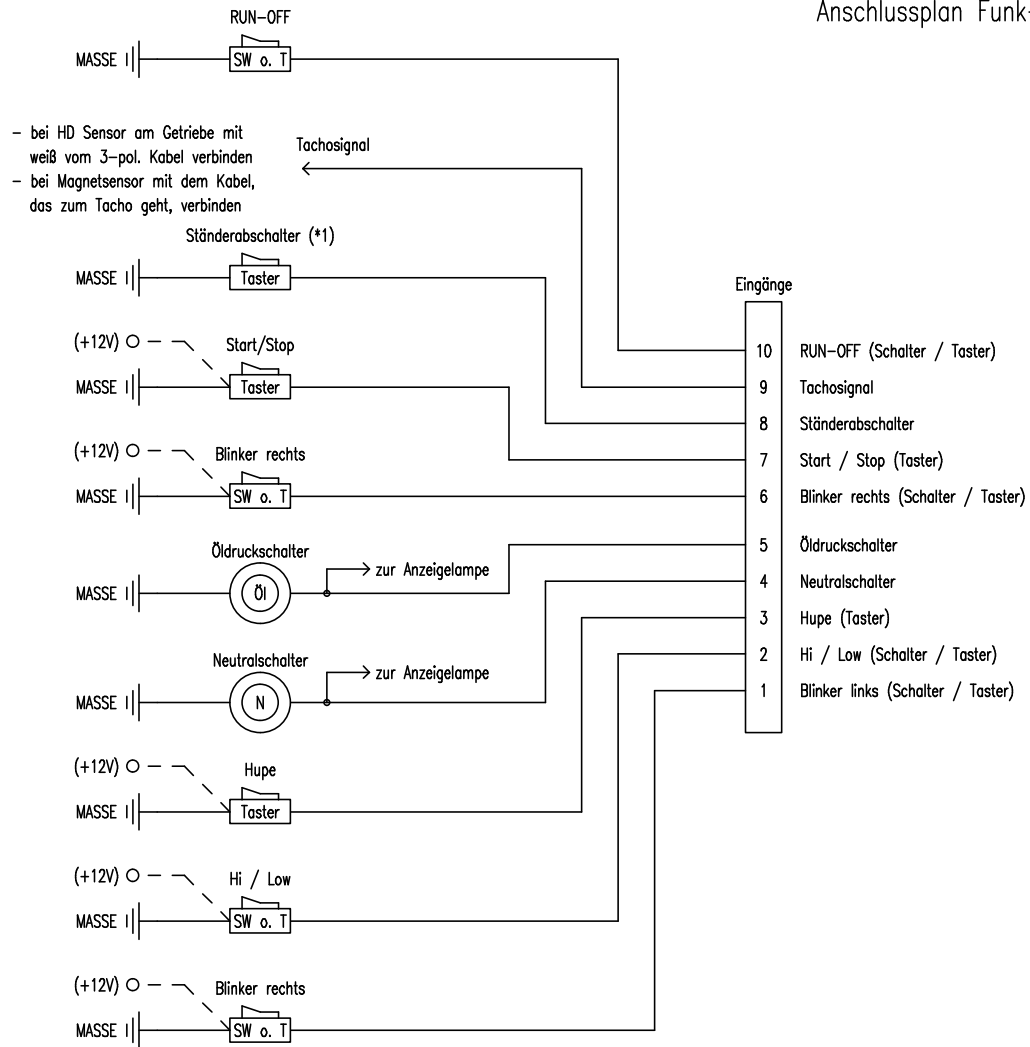 Anschlussplan Funk-
RUN-OFF
MASSE
SW o. T
- bei HD Sensor am Getriebe mit
weiß vom 3-pol. Kabel verbinden
- bei Magnetsensor mit dem Kabel,
das zum Tacho geht, verbinden
Tachosignal
Ständerabschalter (*1)
MASSE
Taster
(+12V)
Start/Stop
MASSE
Taster
(+12V)
Blinker rechts
MASSE
SW o. T
Öldruckschalter
zur Anzeigelampe
MASSE
Öl
Neutralschalter
zur Anzeigelampe
MASSE
N
(+12V)
Hupe
MASSE
Taster
(+12V)
Hi / Low
MASSE
SW o. T
(+12V)
Blinker rechts
MASSE
SW o. T
Eingänge
10 RUN-OFF (Schalter / Taster)
9 Tachosignal
8 Ständerabschalter
7 Start / Stop (Taster)
6 Blinker rechts (Schalter / Taster)
5 Öldruckschalter
4 Neutralschalter
3 Hupe (Taster)
2 Hi / Low (Schalter / Taster)
1 Blinker links (Schalter / Taster)